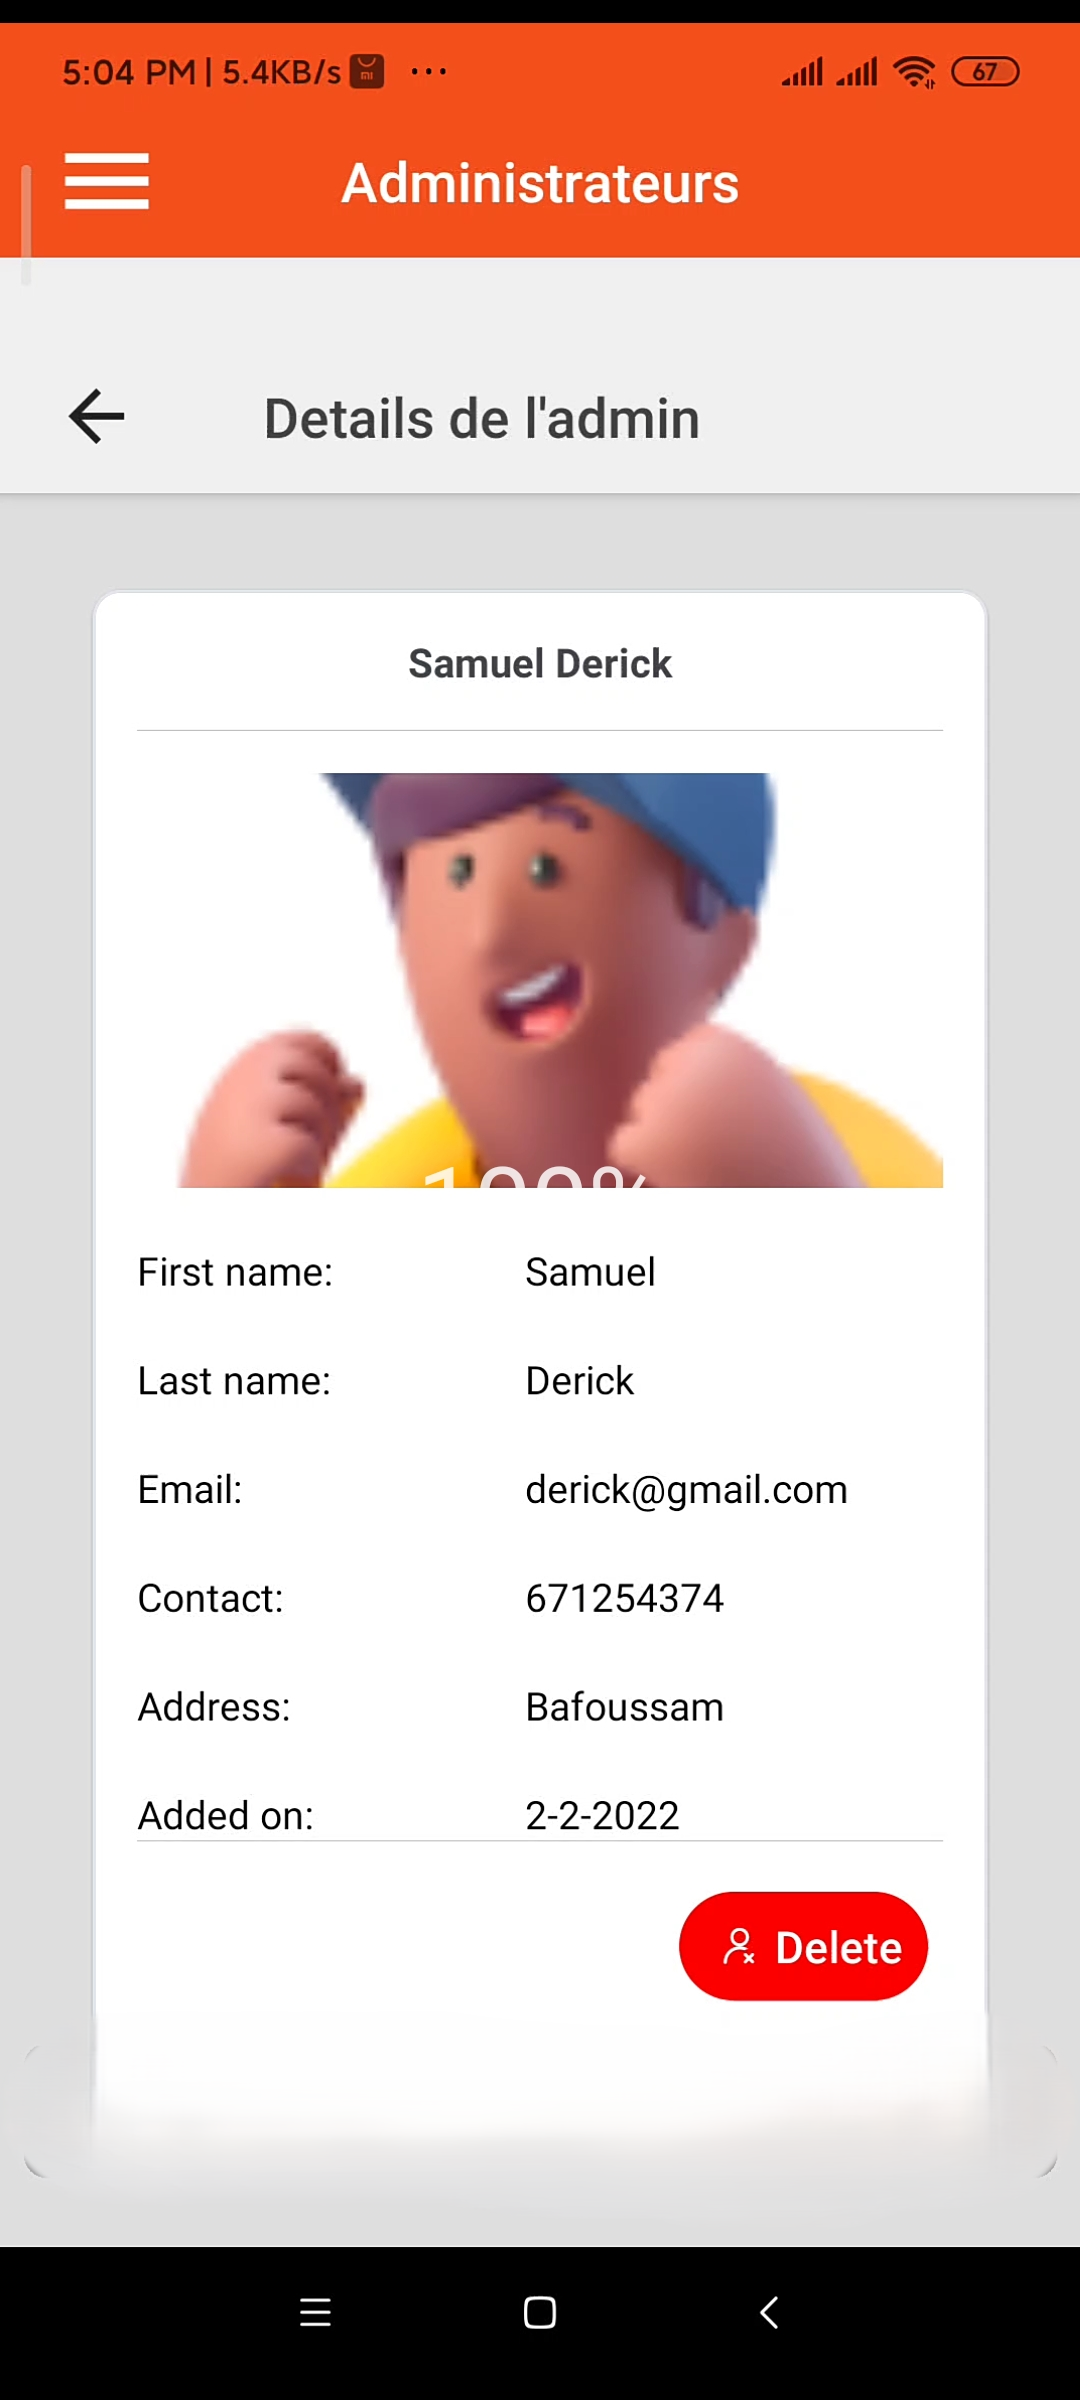 5:04 PM | 5.4KB/s ... 67
Administrateurs
Details de l'admin
Samuel Derick
100%
First name: Samuel
Last name: Derick
Email: derick@gmail.com
Contact: 671254374
Address: Bafoussam
Added on: 2-2-2022
Delete